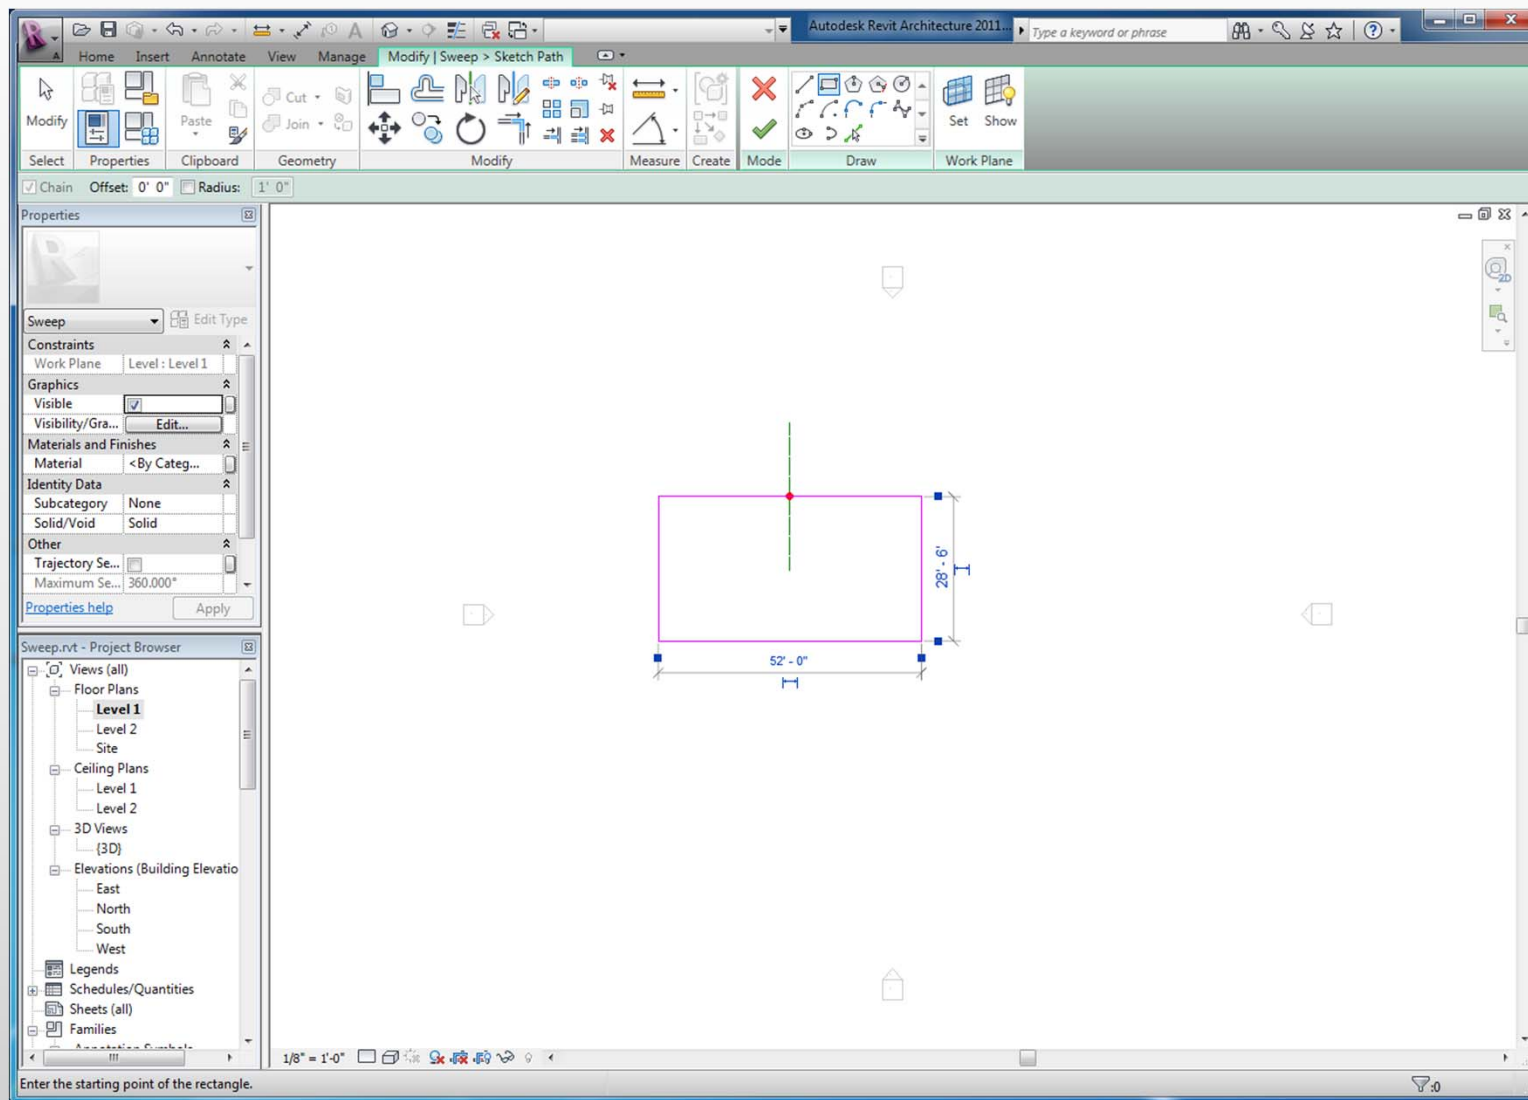 Autodesk Revit Architecture 2011...
Type a keyword or phrase
Home Insert Annotate View Manage Modify | Sweep > Sketch Path
Modify
Paste
Cut
Join
Set Show
Select Properties Clipboard Geometry Modify Measure Create Mode Draw Work Plane
Chain Offset: 0' 0" Radius: 1' 0"
Properties
Sweep
Edit Type
Constraints
Work Plane Level : Level 1
Graphics
Visible
Visibility/Gra... Edit...
Materials and Finishes
Material <By Categ...
Identity Data
Subcategory None
Solid/Void Solid
Other
Trajectory Se...
Maximum Se... 360.000°
Properties help Apply
Sweep.rvt - Project Browser
Views (all)
Floor Plans
Level 1
Level 2
Site
Ceiling Plans
Level 1
Level 2
3D Views
{3D}
Elevations (Building Elevatio
East
North
South
West
Legends
Schedules/Quantities
Sheets (all)
Families
2D
28' - 6'
52' - 0"
1/8" = 1'-0"
Enter the starting point of the rectangle.
:0